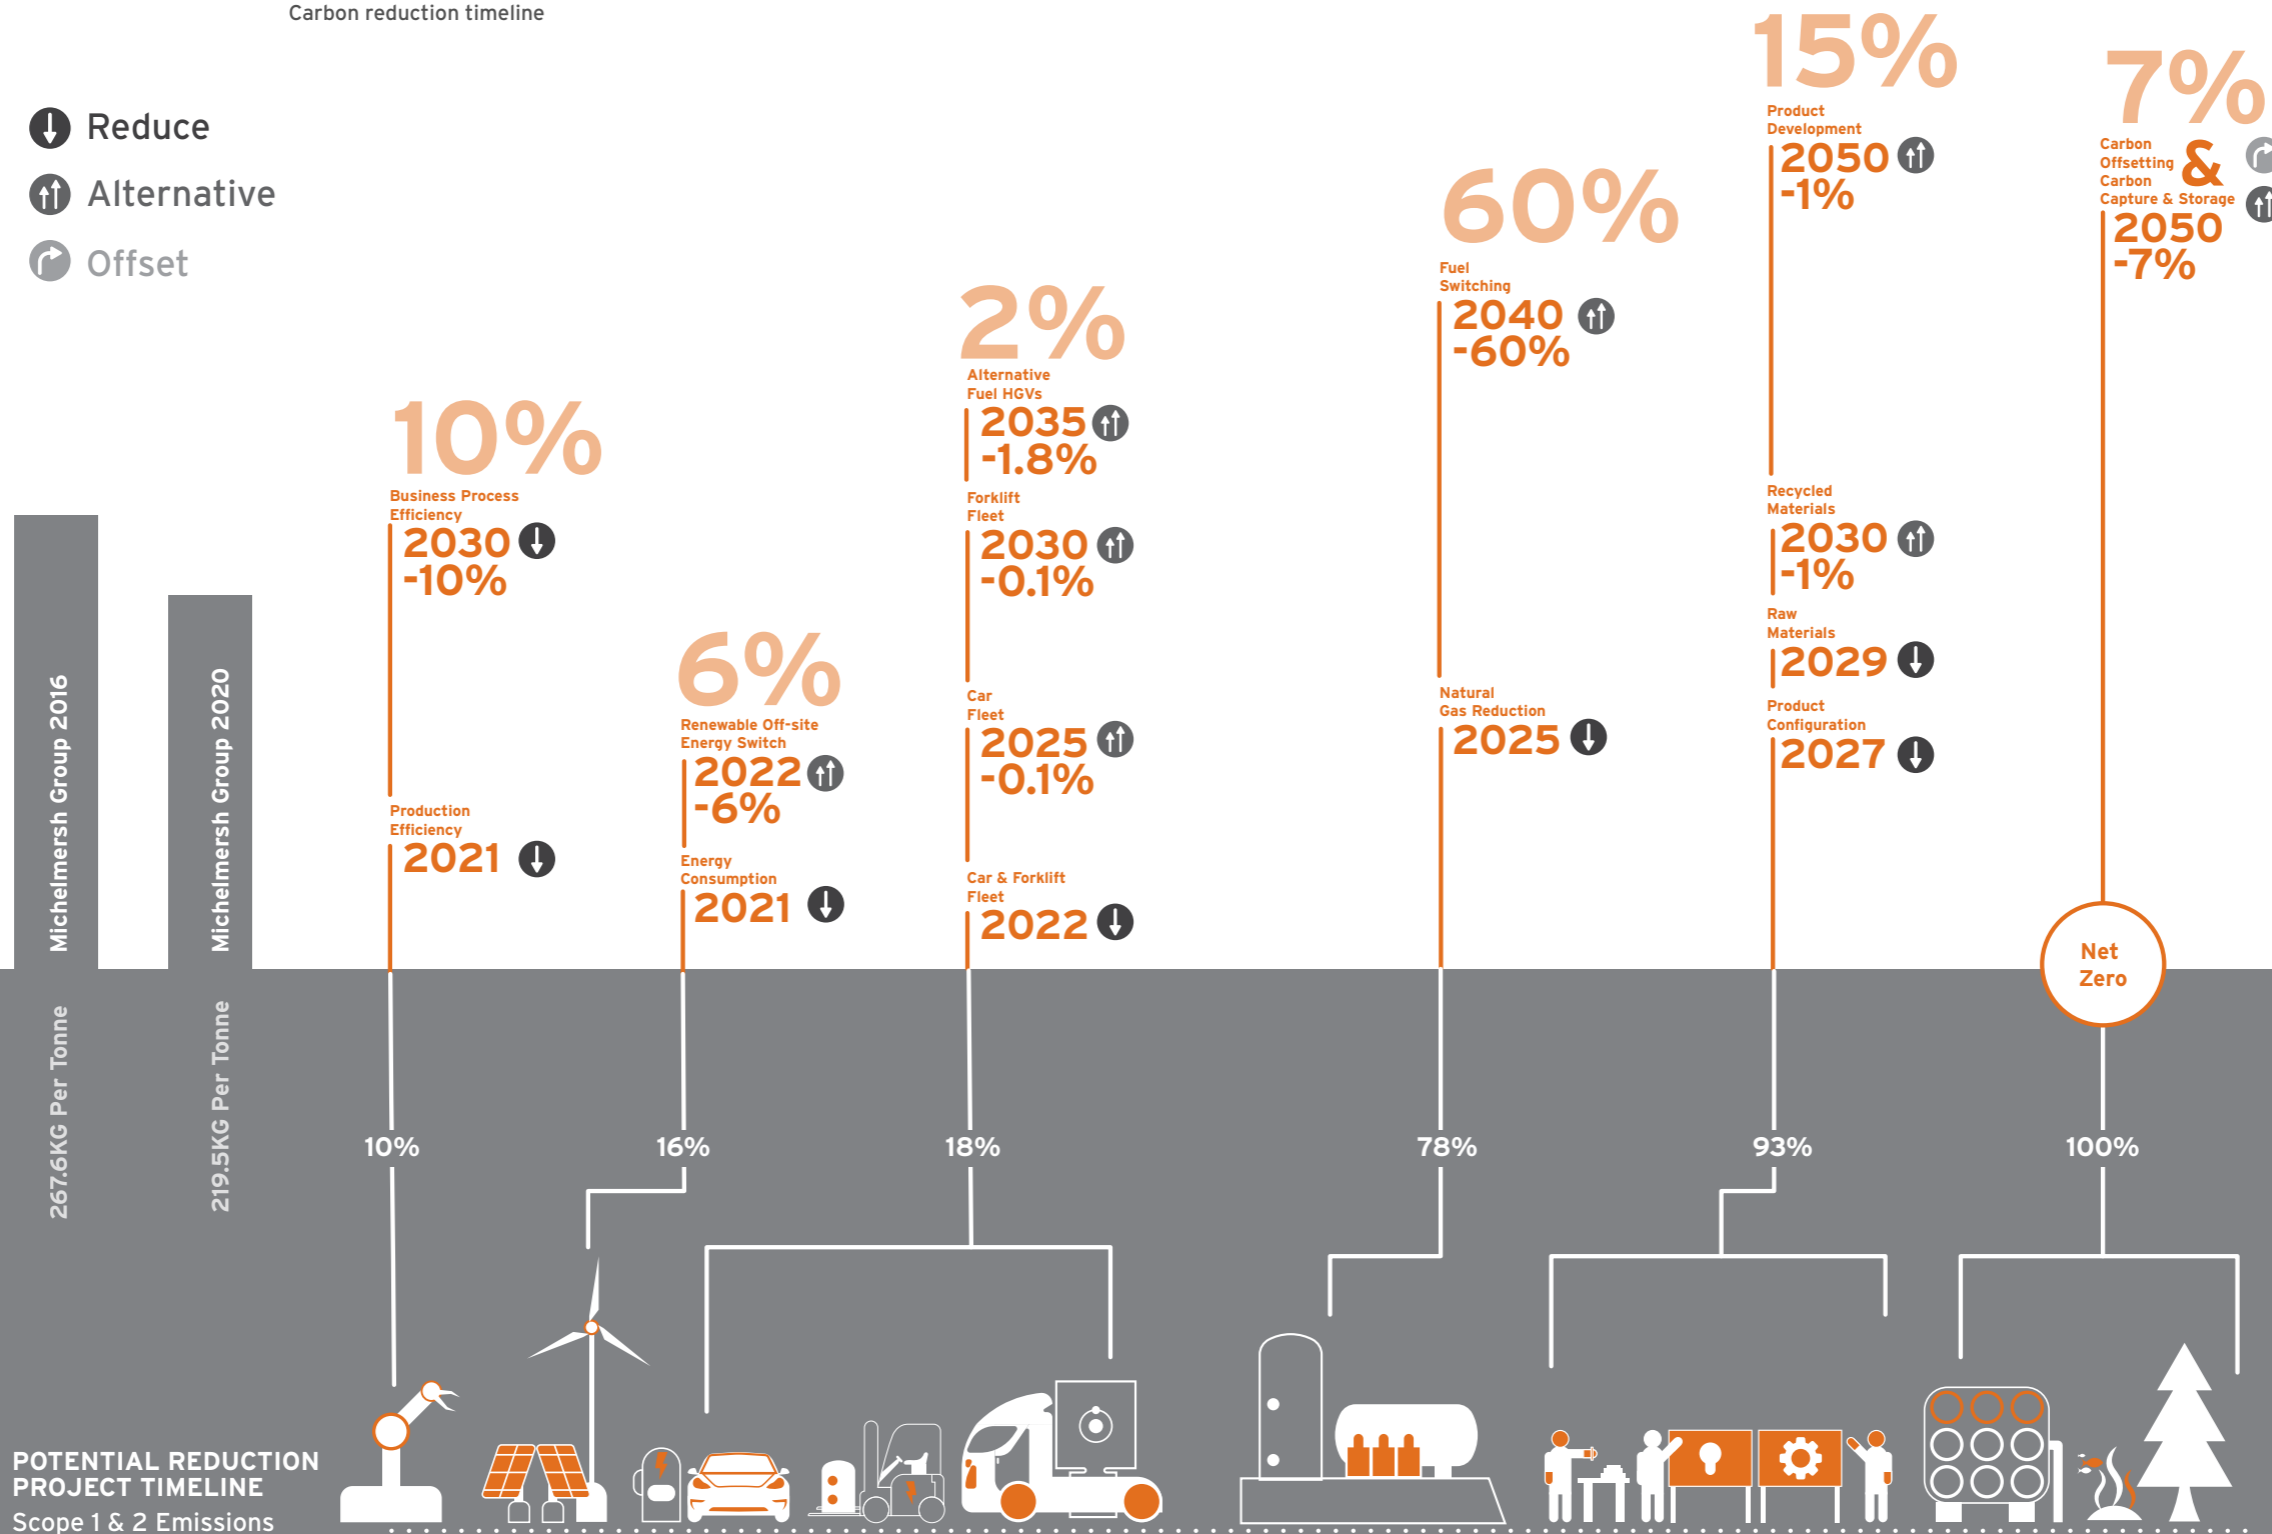 Carbon reduction timeline
Reduce
Alternative
Offset
Michelmersh Group 2016
267.6KG Per Tonne
Michelmersh Group 2020
219.5KG Per Tonne
10%
Business Process
Efficiency
2030
-10%
Production
Efficiency
2021
6%
Renewable Off-site
Energy Switch
2022
-6%
Energy
Consumption
2021
2%
Alternative
Fuel HGVs
2035
-1.8%
Forklift
Fleet
2030
-0.1%
Car
Fleet
2025
-0.1%
Car & Forklift
Fleet
2022
60%
Fuel
Switching
2040
-60%
Natural
Gas Reduction
2025
15%
Product
Development
2050
-1%
Recycled
Materials
2030
-1%
Raw
Materials
2029
Product
Configuration
2027
7%
Carbon
Offsetting
&
Carbon
Capture & Storage
2050
-7%
Net
Zero
10%
16%
18%
78%
93%
100%
POTENTIAL REDUCTION
PROJECT TIMELINE
Scope 1 & 2 Emissions